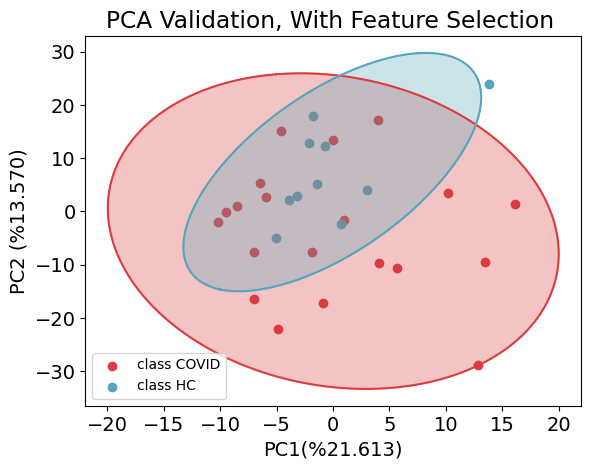 PCA Validation, With Feature Selection
30
20
10
0
−10
−20
−30
PC2 (%13.570)
class COVID
class HC
−20 −15 −10 −5 0 5 10 15 20
PC1(%21.613)